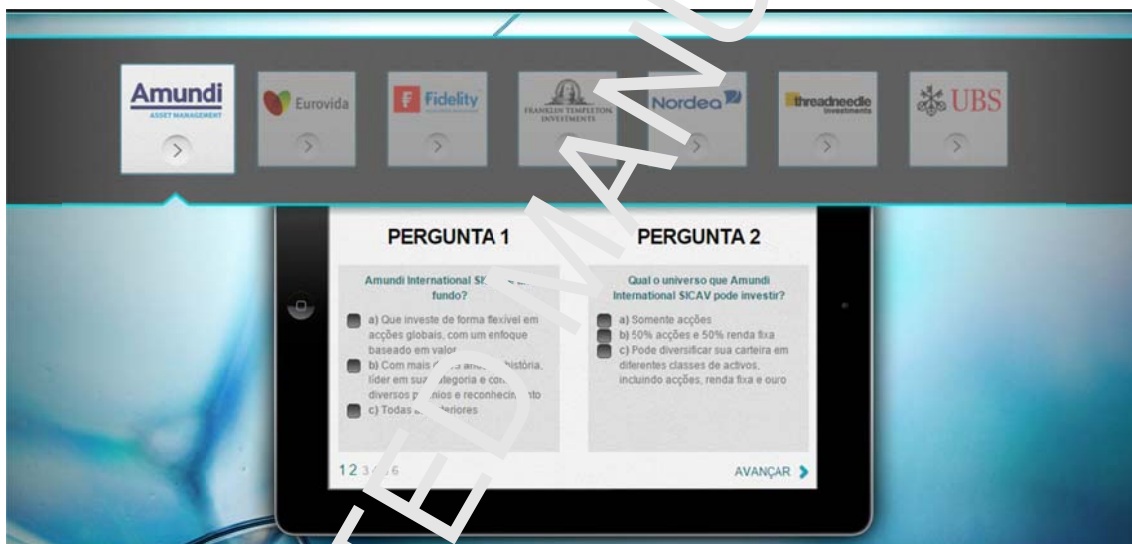 Amundi
ASSET MANAGEMENT
Eurovida
Fidelity
FRANKLIN TEMPLETON
INVESTMENTS
Nordea
threadneedle
investments
UBS
PERGUNTA 1
Amundi International
fundo?
a) Que investe de forma flexível em
acções globais, com um enfoque
baseado em valor
b) Com mais história,
líder em sua categoria e
diversos reconhecimento
c) Todas
1 2 3 6
PERGUNTA 2
Qual o universo que Amundi
International SICAV pode investir?
a) Somente acções
b) 50% acções e 50% renda fixa
c) Pode diversificar sua carteira em
diferentes classes de activos,
incluindo acções, renda fixa e ouro
AVANÇAR